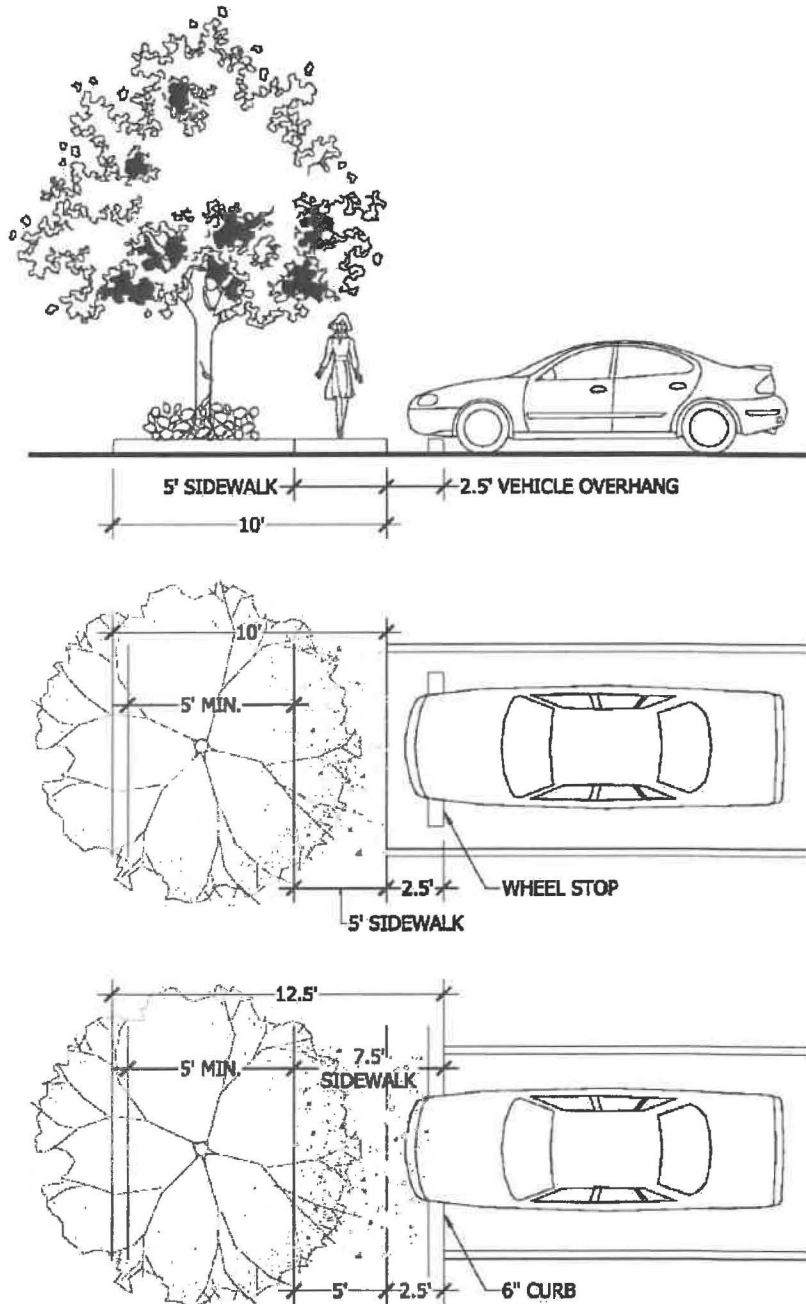 5' SIDEWALK
2.5' VEHICLE OVERHANG
10'
10'
5' MIN.
2.5'
WHEEL STOP
5' SIDEWALK
12.5'
5' MIN.
7.5'
SIDEWALK
5'
2.5'
6" CURB